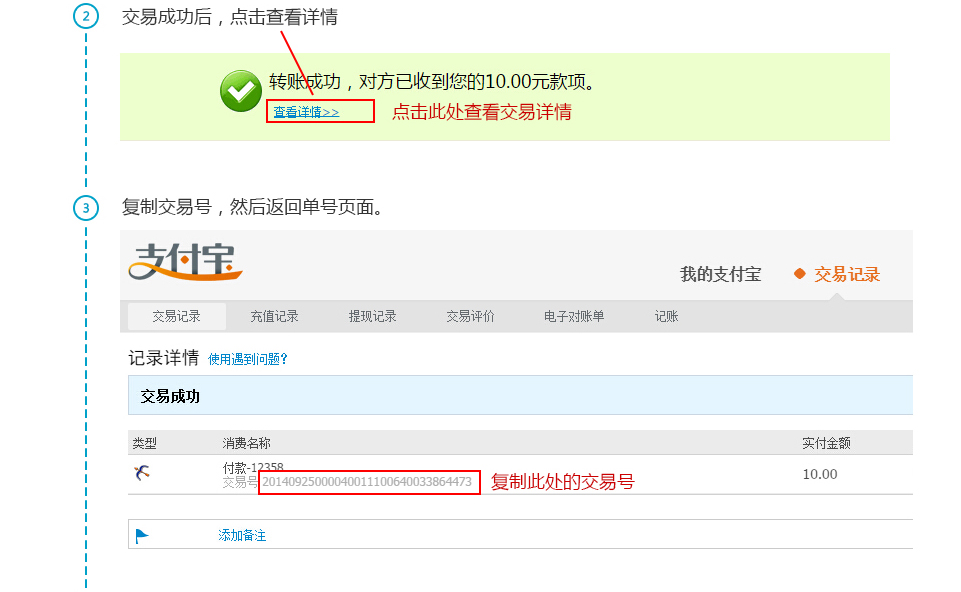 2 交易成功后，点击查看详情
转账成功，对方已收到您的10.00元款项。
查看详情>> 点击此处查看交易详情
3 复制交易号，然后返回单号页面。
支付宝
我的支付宝 交易记录
交易记录 充值记录 提现记录 交易评价 电子对账单 记账
记录详情 使用遇到问题?
交易成功
类型 消费名称 实付金额
付款-12358
交易号 20140925000040011100640033864473 复制此处的交易号
10.00
添加备注